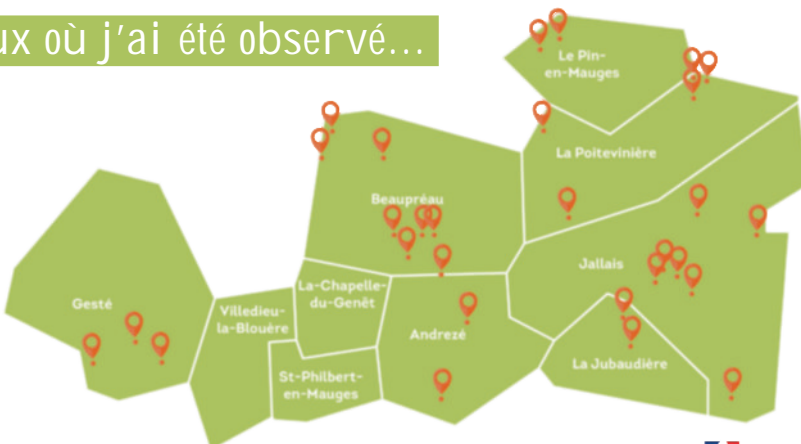 ux où j'ai été observé...
Le Pin-
en-Mauges
La Poitevinière
Beaupréau
Jallais
La-Chapelle-
du-Genêt
Gesté
Villedieu-
la-Blouère
Andrezé
La Jubaudière
St-Philbert-
en-Mauges